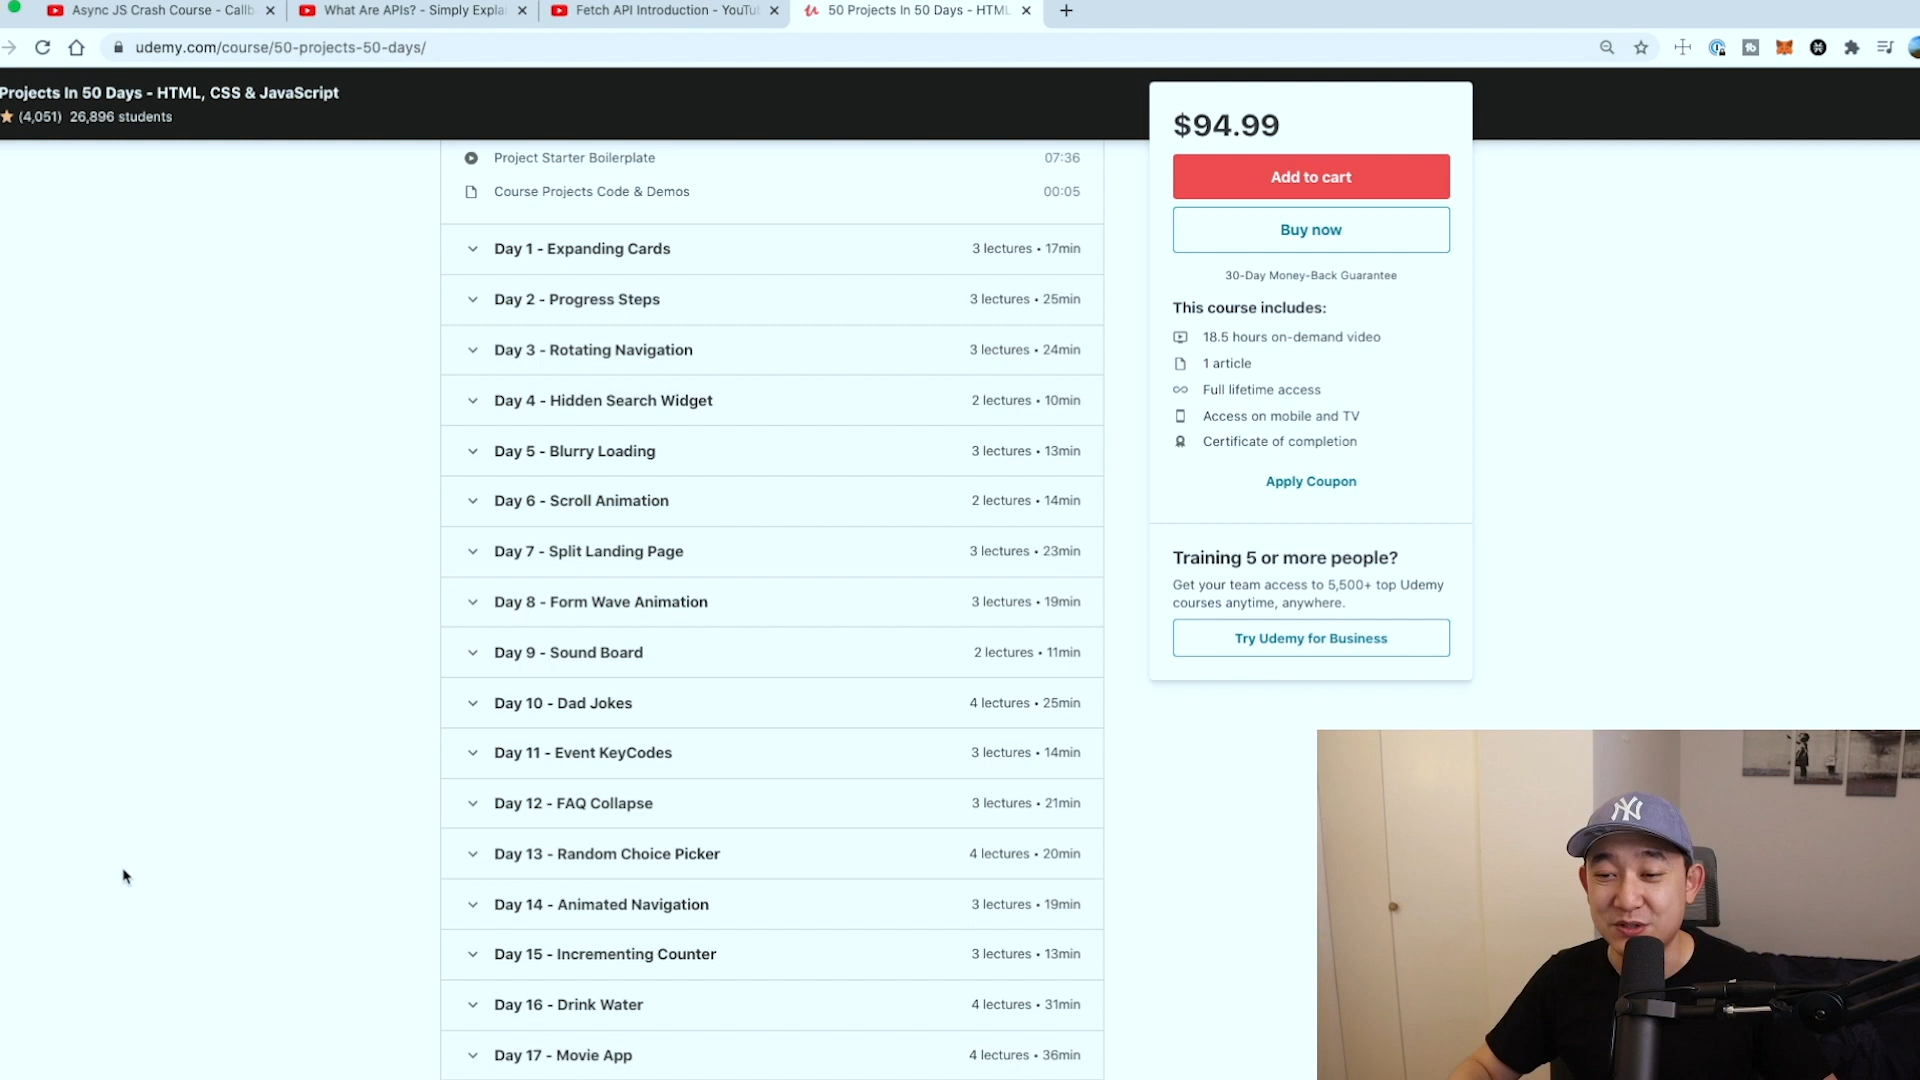 Async JS Crash Course - Callb
What Are APIs? - Simply Explai
Fetch API Introduction - YouTu
50 Projects In 50 Days - HTML
udemy.com/course/50-projects-50-days/
Projects In 50 Days - HTML, CSS & JavaScript
(4,051) 26,896 students
Project Starter Boilerplate 07:36
Course Projects Code & Demos 00:05
Day 1 - Expanding Cards 3 lectures • 17min
Day 2 - Progress Steps 3 lectures • 25min
Day 3 - Rotating Navigation 3 lectures • 24min
Day 4 - Hidden Search Widget 2 lectures • 10min
Day 5 - Blurry Loading 3 lectures • 13min
Day 6 - Scroll Animation 2 lectures • 14min
Day 7 - Split Landing Page 3 lectures • 23min
Day 8 - Form Wave Animation 3 lectures • 19min
Day 9 - Sound Board 2 lectures • 11min
Day 10 - Dad Jokes 4 lectures • 25min
Day 11 - Event KeyCodes 3 lectures • 14min
Day 12 - FAQ Collapse 3 lectures • 21min
Day 13 - Random Choice Picker 4 lectures • 20min
Day 14 - Animated Navigation 3 lectures • 19min
Day 15 - Incrementing Counter 3 lectures • 13min
Day 16 - Drink Water 4 lectures • 31min
Day 17 - Movie App 4 lectures • 36min
$94.99
Add to cart
Buy now
30-Day Money-Back Guarantee
This course includes:
18.5 hours on-demand video
1 article
Full lifetime access
Access on mobile and TV
Certificate of completion
Apply Coupon
Training 5 or more people?
Get your team access to 5,500+ top Udemy
courses anytime, anywhere.
Try Udemy for Business
NY